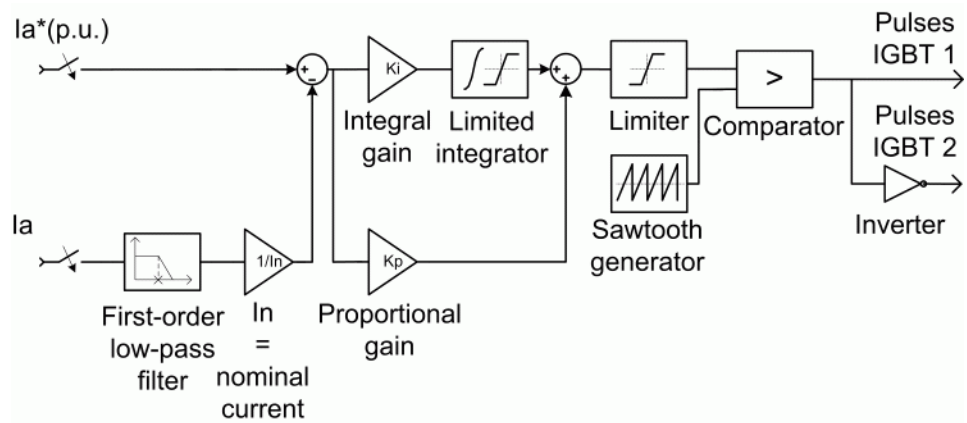 Ia*(p.u.)
Pulses
IGBT 1
+
−
Ki
+
+
>
Integral
gain
Limited
integrator
Limiter
Comparator
Pulses
IGBT 2
Ia
Sawtooth
generator
Inverter
1/In
Kp
First-order
low-pass
filter
In
=
nominal
current
Proportional
gain